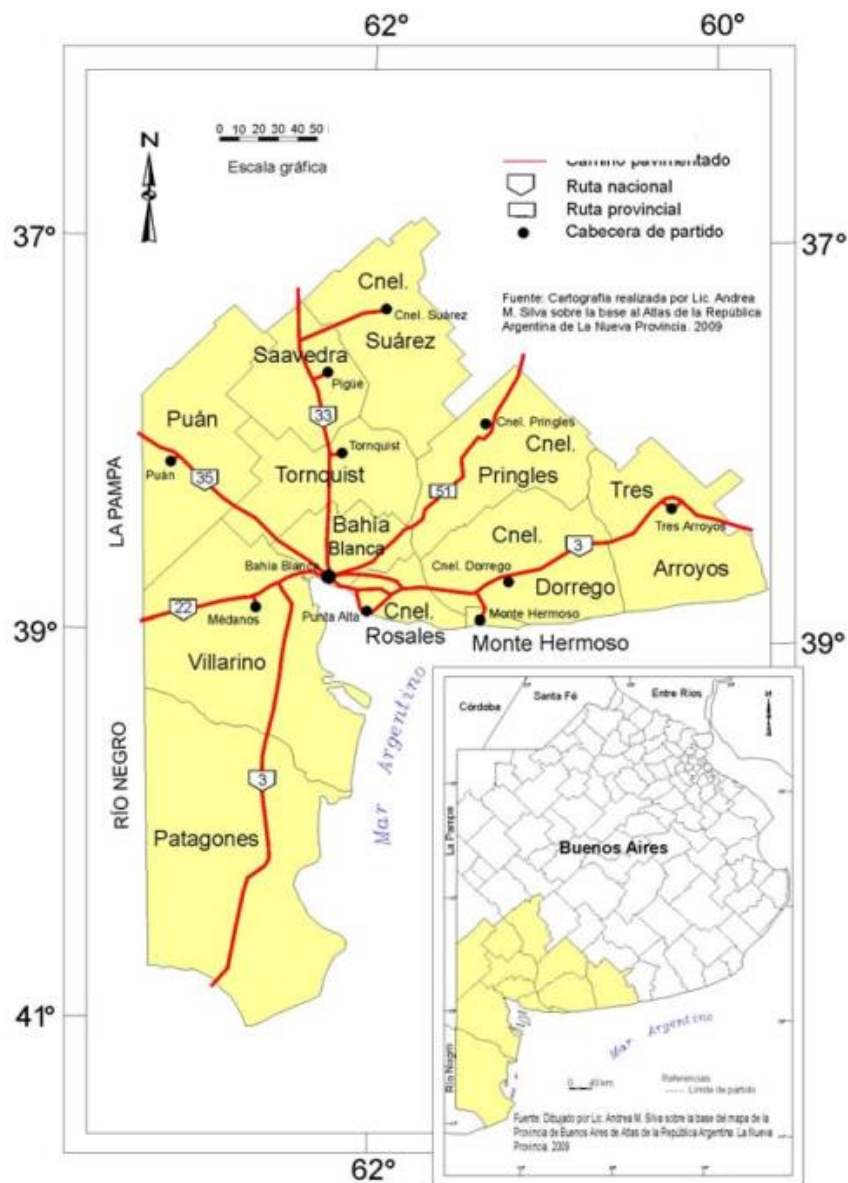 62°
60°
N
0 10 20 30 40 50
Escala gráfica
Camino pavimentado
Ruta nacional
Ruta provincial
Cabecera de partido
37°
37°
Fuente: Cartografía realizada por Lic. Andrea
M. Silva sobre la base al Atlas de la República
Argentina de La Nueva Provincia. 2009
Cnel.
Cnel. Suárez
Suárez
Saavedra
Pigüe
33
Puán
Puán
35
Tornquist
Tornquist
Cnel. Pringles
Cnel.
Pringles
51
LA PAMPA
Bahía
Blanca
Bahía Blanca
Tres
Tres Arroyos
Arroyos
Cnel.
3
Cnel. Dorrego
Dorrego
22
Médanos
Punta Alta
Cnel.
Rosales
Monte Hermoso
Monte Hermoso
39°
39°
Villarino
Mar Argentino
RÍO NEGRO
3
Patagones
41°
62°
Córdoba
Santa Fé
Entre Ríos
N
La Pampa
Buenos Aires
Río Negro
Mar Argentino
0 40 km
Referencias:
Límite de partido
Fuente: Dibujado por Lic. Andrea M. Silva sobre la base del mapa de la
Provincia de Buenos Aires de Atlas de la República Argentina. La Nueva
Provincia. 2009